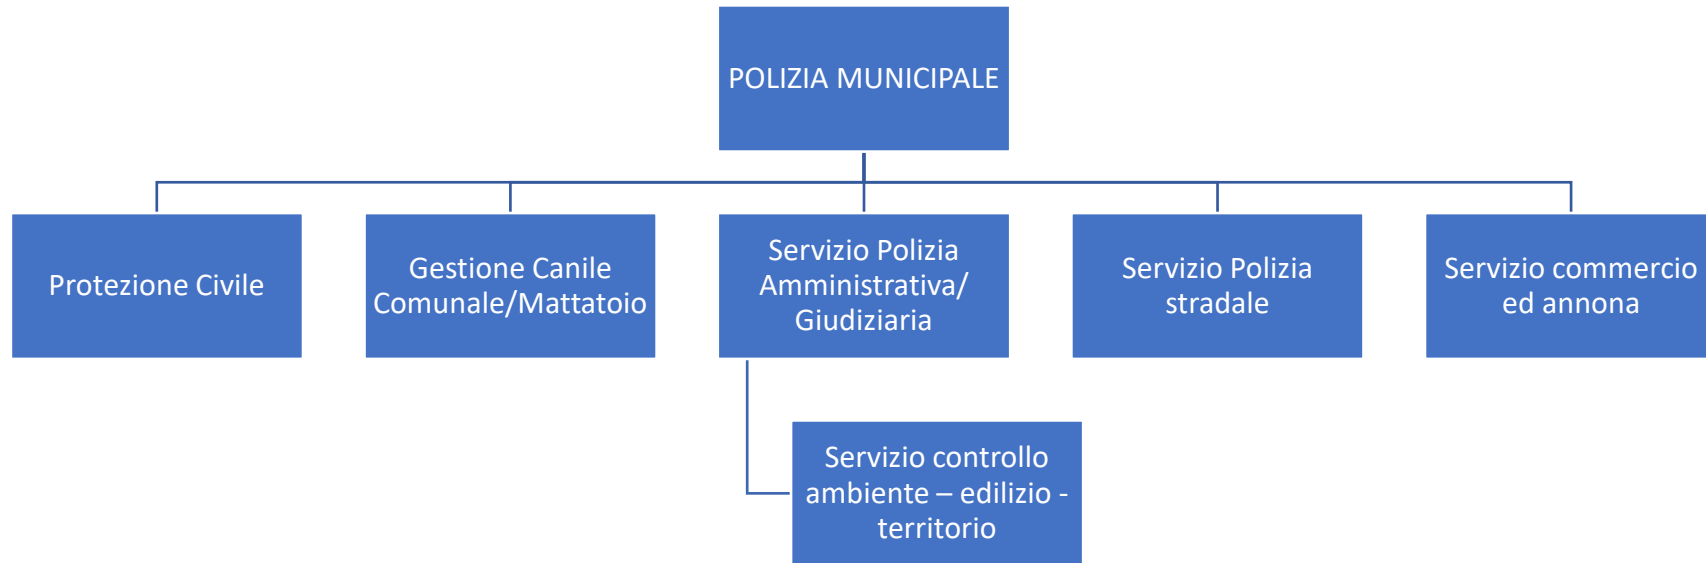 POLIZIA MUNICIPALE
Protezione Civile
Gestione Canile
Comunale/Mattatoio
Servizio Polizia
Amministrativa/
Giudiziaria
Servizio Polizia
stradale
Servizio commercio
ed annona
Servizio controllo
ambiente – edilizio -
territorio